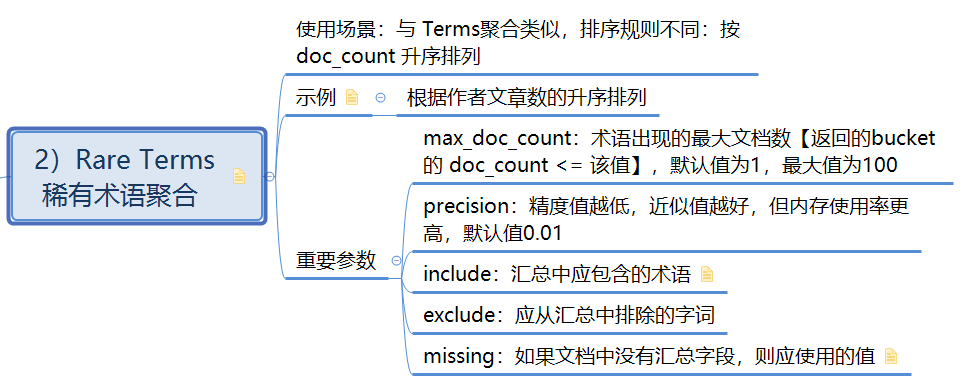 2）Rare Terms
稀有术语聚合
使用场景：与 Terms聚合类似，排序规则不同：按
doc_count 升序排列
示例
根据作者文章数的升序排列
重要参数
max_doc_count：术语出现的最大文档数【返回的bucket
的 doc_count <= 该值】，默认值为1，最大值为100
precision：精度值越低，近似值越好，但内存使用率更
高，默认值0.01
include：汇总中应包含的术语
exclude：应从汇总中排除的字词
missing：如果文档中没有汇总字段，则应使用的值